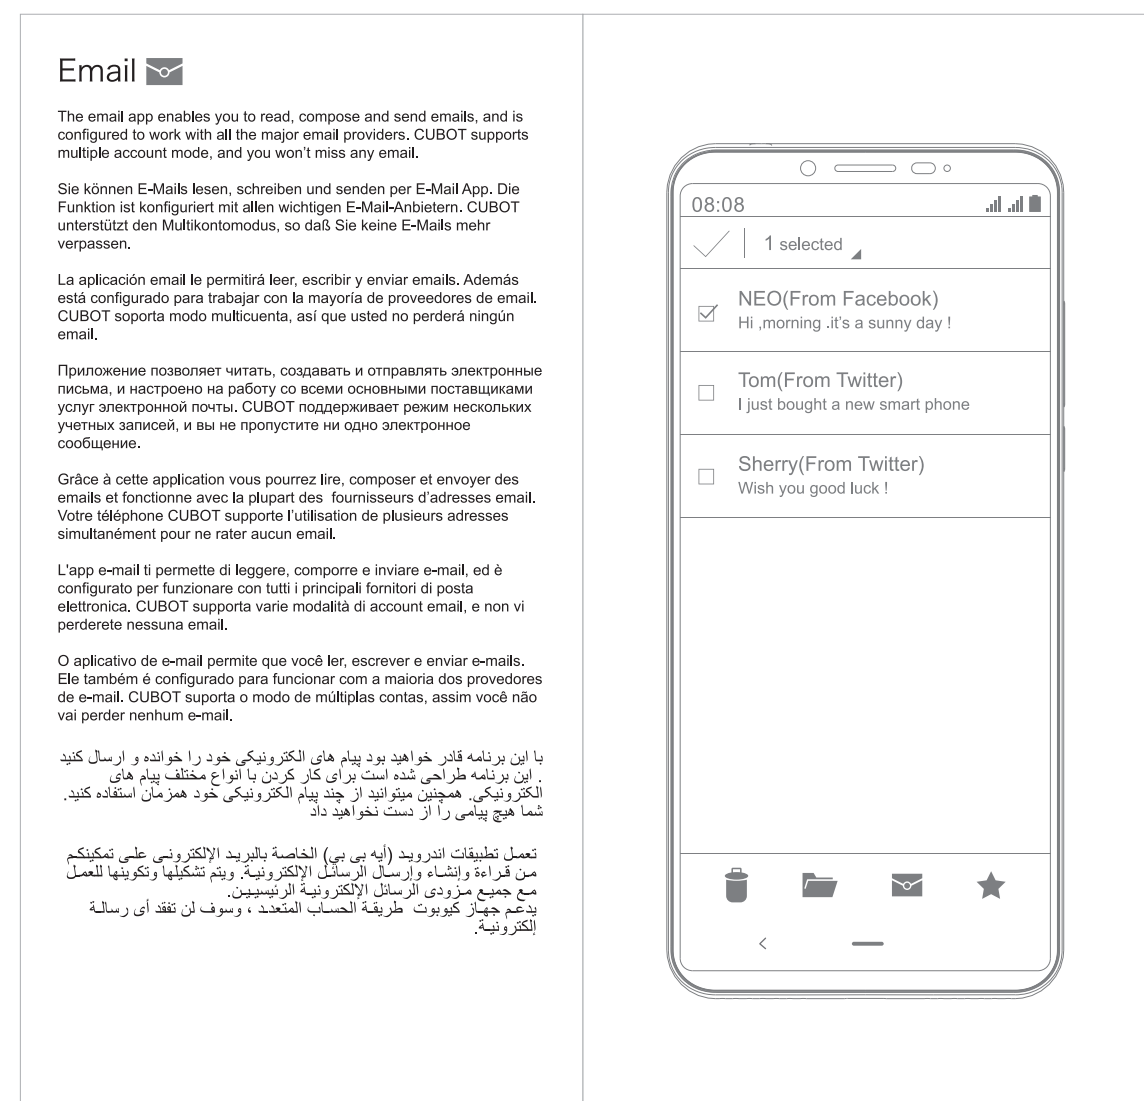 Email
The email app enables you to read, compose and send emails, and is
configured to work with all the major email providers. CUBOT supports
multiple account mode, and you won't miss any email.
Sie können E-Mails lesen, schreiben und senden per E-Mail App. Die
Funktion ist konfiguriert mit allen wichtigen E-Mail-Anbietern. CUBOT
unterstützt den Multikontomodus, so daß Sie keine E-Mails mehr
verpassen.
La aplicación email le permitirá leer, escribir y enviar emails. Además
está configurado para trabajar con la mayoría de proveedores de email.
CUBOT soporta modo multicuenta, así que usted no perderá ningún
email.
Приложение позволяет читать, создавать и отправлять электронные
письма, и настроено на работу со всеми основными поставщиками
услуг электронной почты. CUBOT поддерживает режим нескольких
учетных записей, и вы не пропустите ни одно электронное
сообщение.
Grâce à cette application vous pourrez lire, composer et envoyer des
emails et fonctionne avec la plupart des fournisseurs d'adresses email.
Votre téléphone CUBOT supporte l'utilisation de plusieurs adresses
simultanément pour ne rater aucun email.
L'app e-mail ti permette di leggere, comporre e inviare e-mail, ed è
configurato per funzionare con tutti i principali fornitori di posta
elettronica. CUBOT supporta varie modalità di account email, e non vi
perderete nessuna email.
O aplicativo de e-mail permite que você ler, escrever e enviar e-mails.
Ele também é configurado para funcionar com a maioria dos provedores
de e-mail. CUBOT suporta o modo de múltiplas contas, assim você não
vai perder nenhum e-mail.
با این برنامه قادر خواهید بود پیام های الکترونیکی خود را خوانده و ارسال کنید
. این برنامه طراحی شده است برای کار کردن با انواع مختلف پیام های
الکترونیکی. همچنین میتوانید از چند پیام الکترونیکی خود همزمان استفاده کنید.
شما هیچ پیامی را از دست نخواهید داد
تعمل تطبيقات اندرويد (أيه بى بي) الخاصة بالبريد الإلكترونى على تمكينكم
من قراءة وإنشاء وإرسال الرسائل الإلكترونية. ويتم تشكيلها وتكوينها للعمل
مع جميع مزودى الرسائل الإلكترونية الرئيسيين.
يدعم جهاز كيوبوت طريقة الحساب المتعدد ، وسوف لن تفقد أى رسالة
إلكترونية.
08:08
1 selected
NEO(From Facebook)
Hi ,morning .it's a sunny day !
Tom(From Twitter)
I just bought a new smart phone
Sherry(From Twitter)
Wish you good luck !